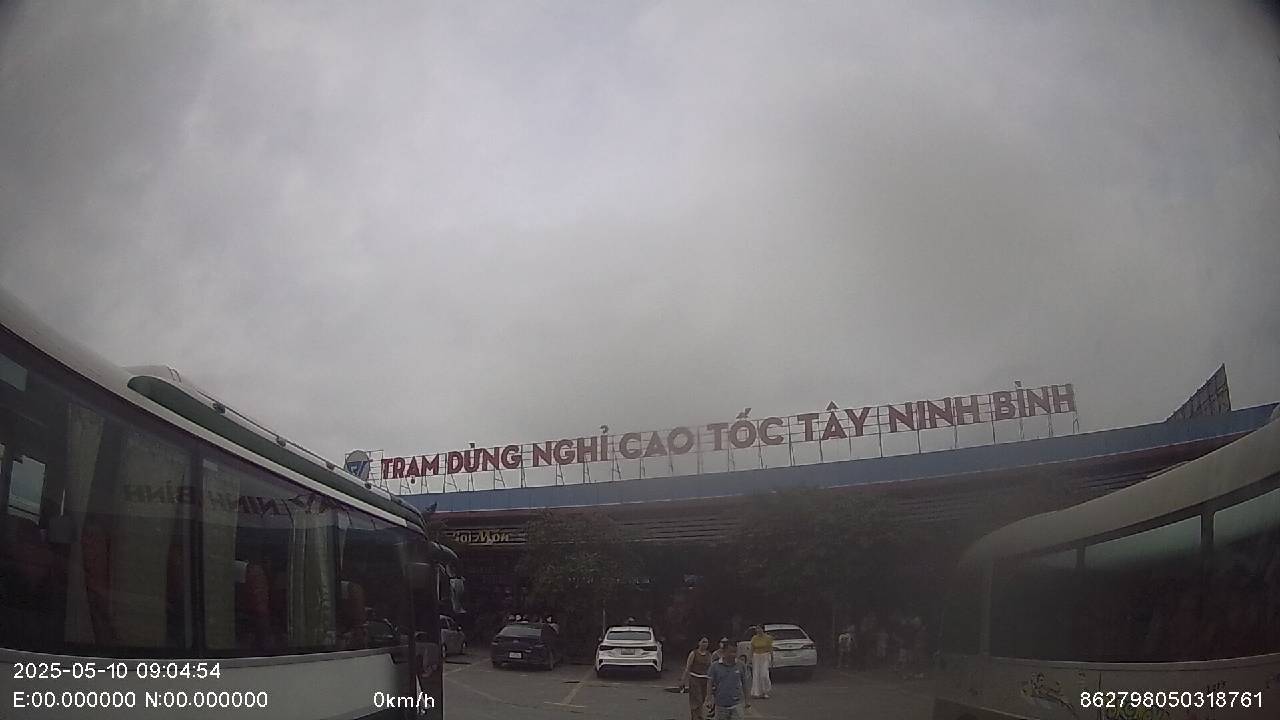 TRẠM DỪNG NGHỈ CAO TỐC TÂY NINH BÌNH
2025-05-10 09:04:54
E:00.000000 N:00.000000
0km/h
862798050318761